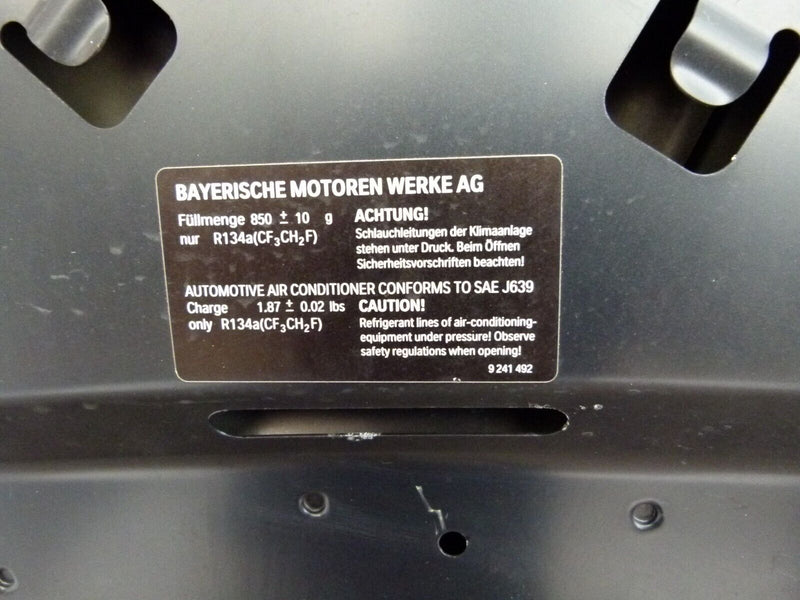 BAYERISCHE MOTOREN WERKE AG
Füllmenge 850 ± 10 g
nur R134a(CF₃CH₂F)
ACHTUNG!
Schlauchleitungen der Klimaanlage
stehen unter Druck. Beim Öffnen
Sicherheitsvorschriften beachten!
AUTOMOTIVE AIR CONDITIONER CONFORMS TO SAE J639
Charge 1.87 ± 0.02 lbs
only R134a(CF₃CH₂F)
CAUTION!
Refrigerant lines of air-conditioning-
equipment under pressure! Observe
safety regulations when opening!
9 241 492